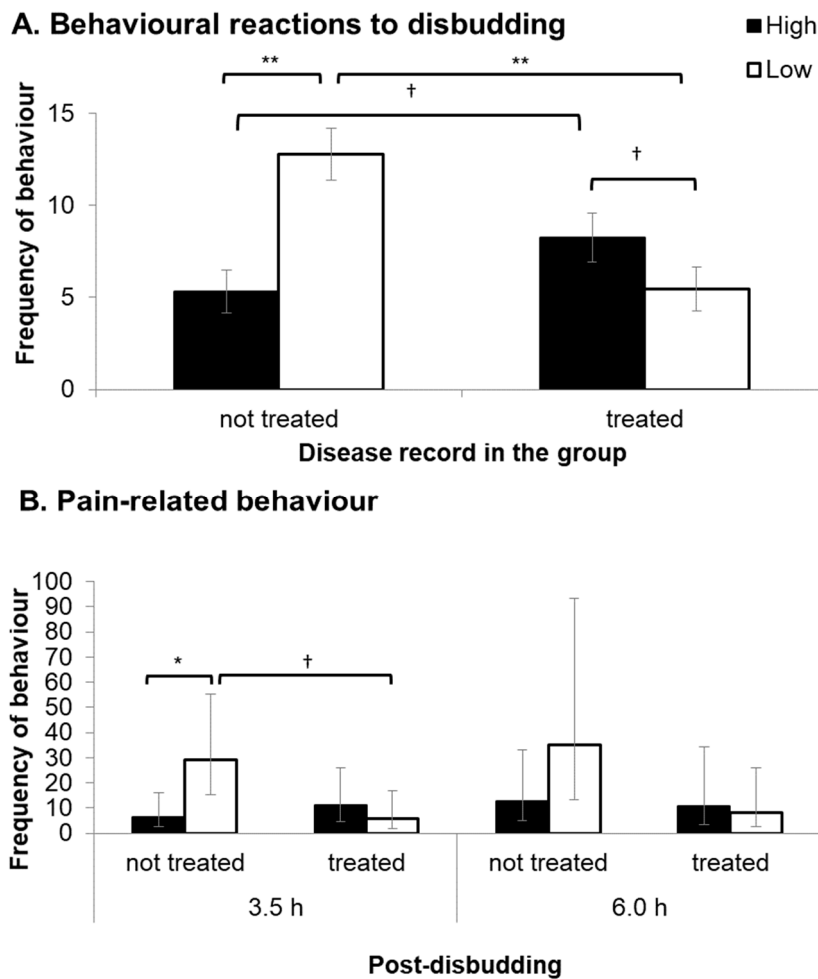 A. Behavioural reactions to disbudding
■High
□Low
Frequency of behaviour
15
10
5
0
**
**
†
†
not treated
treated
Disease record in the group
B. Pain-related behaviour
Frequency of behaviour
100
90
80
70
60
50
40
30
20
10
0
*
†
not treated
treated
not treated
treated
3.5 h
6.0 h
Post-disbudding